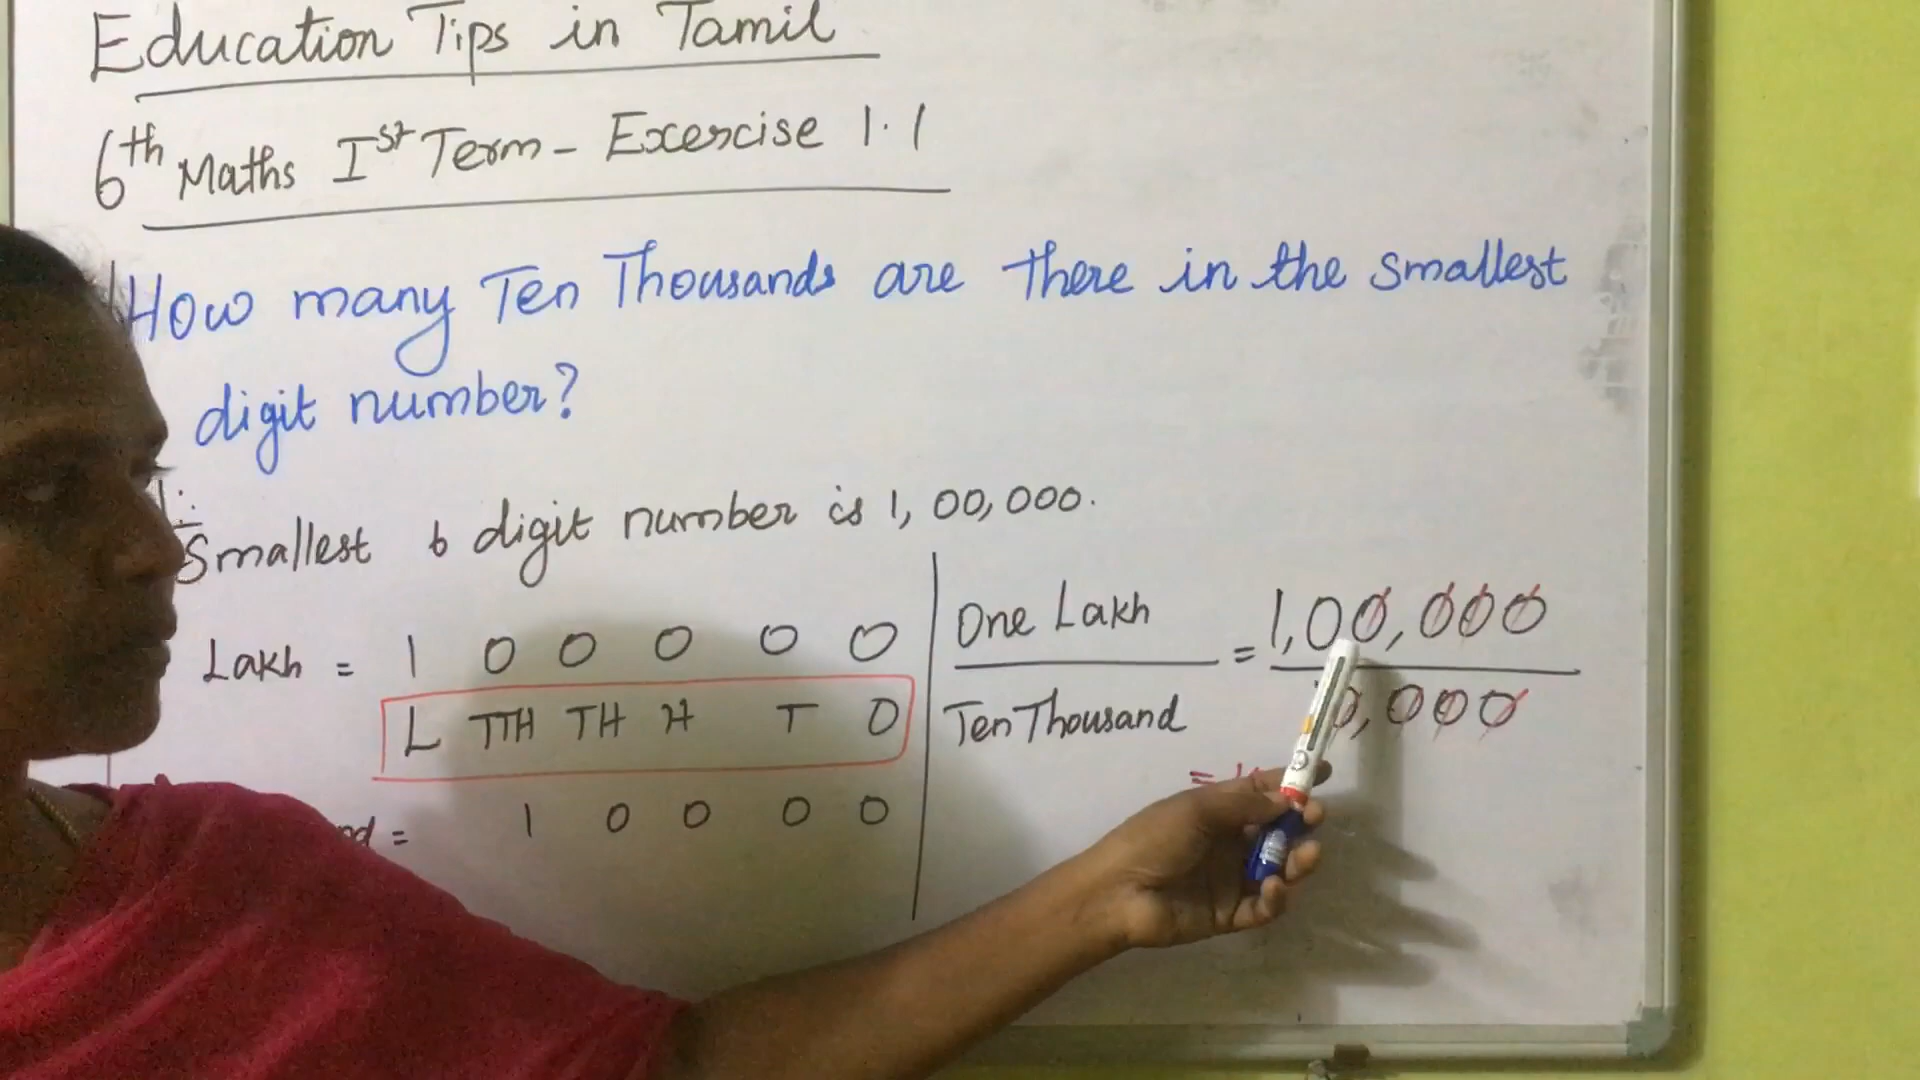 Education Tips in Tamil
6th Maths Ist Term - Exercise 1.1
How many Ten Thousands are there in the smallest
digit number?
Smallest 6 digit number is 1,00,000.
Lakh = 1 0 0 0 0 0
L TTH TH H T O
= 1 0 0 0 0
One Lakh = 1,00,000
Ten Thousand 0,000
=